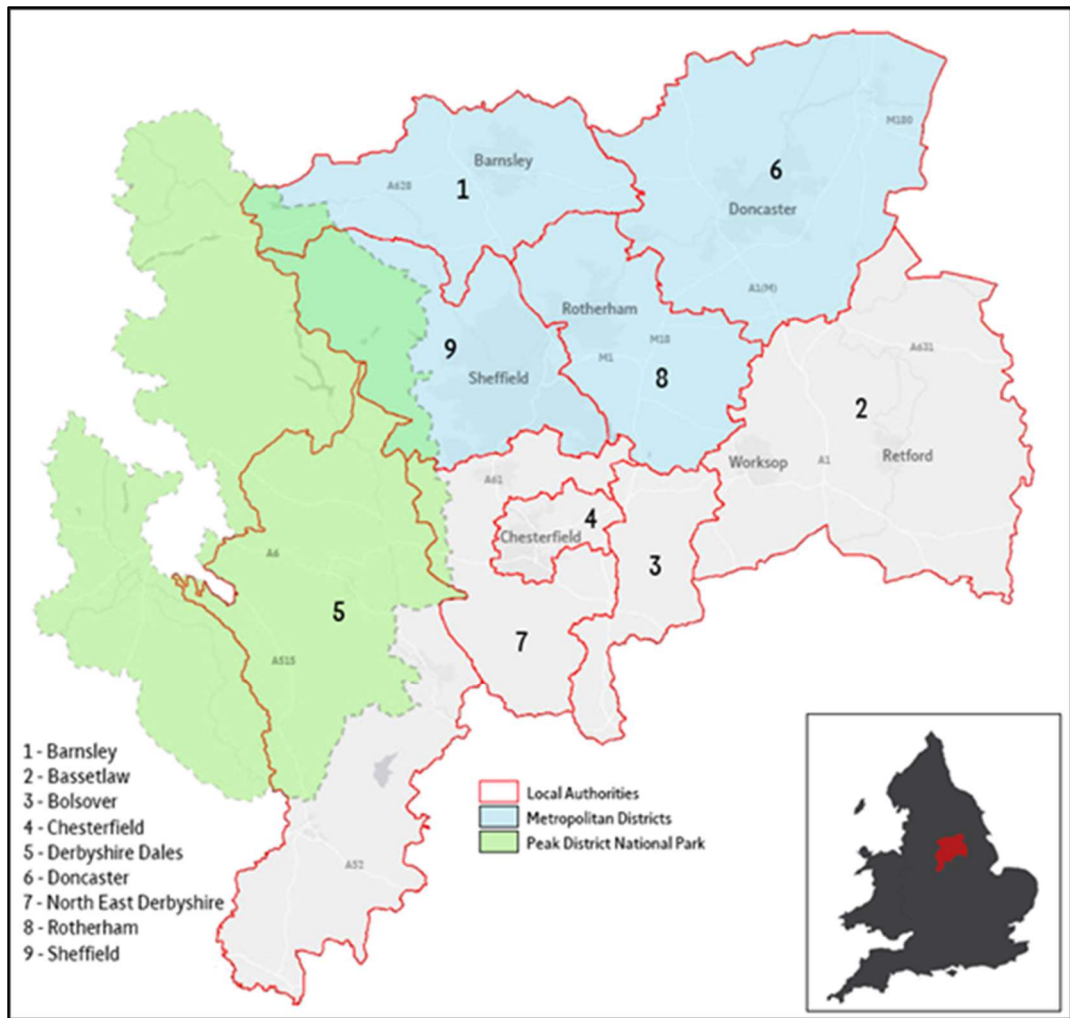 M180
Barnsley
6
A628
1
Doncaster
A1(M)
Rotherham
M18
9
M1
A631
Sheffield
8
2
Worksop
A1
Retford
A61
4
Chesterfield
A6
3
5
7
A515
1 - Barnsley
2 - Bassetlaw
3 - Bolsover
4 - Chesterfield
5 - Derbyshire Dales
6 - Doncaster
7 - North East Derbyshire
8 - Rotherham
9 - Sheffield
Local Authorities
Metropolitan Districts
Peak District National Park
A52